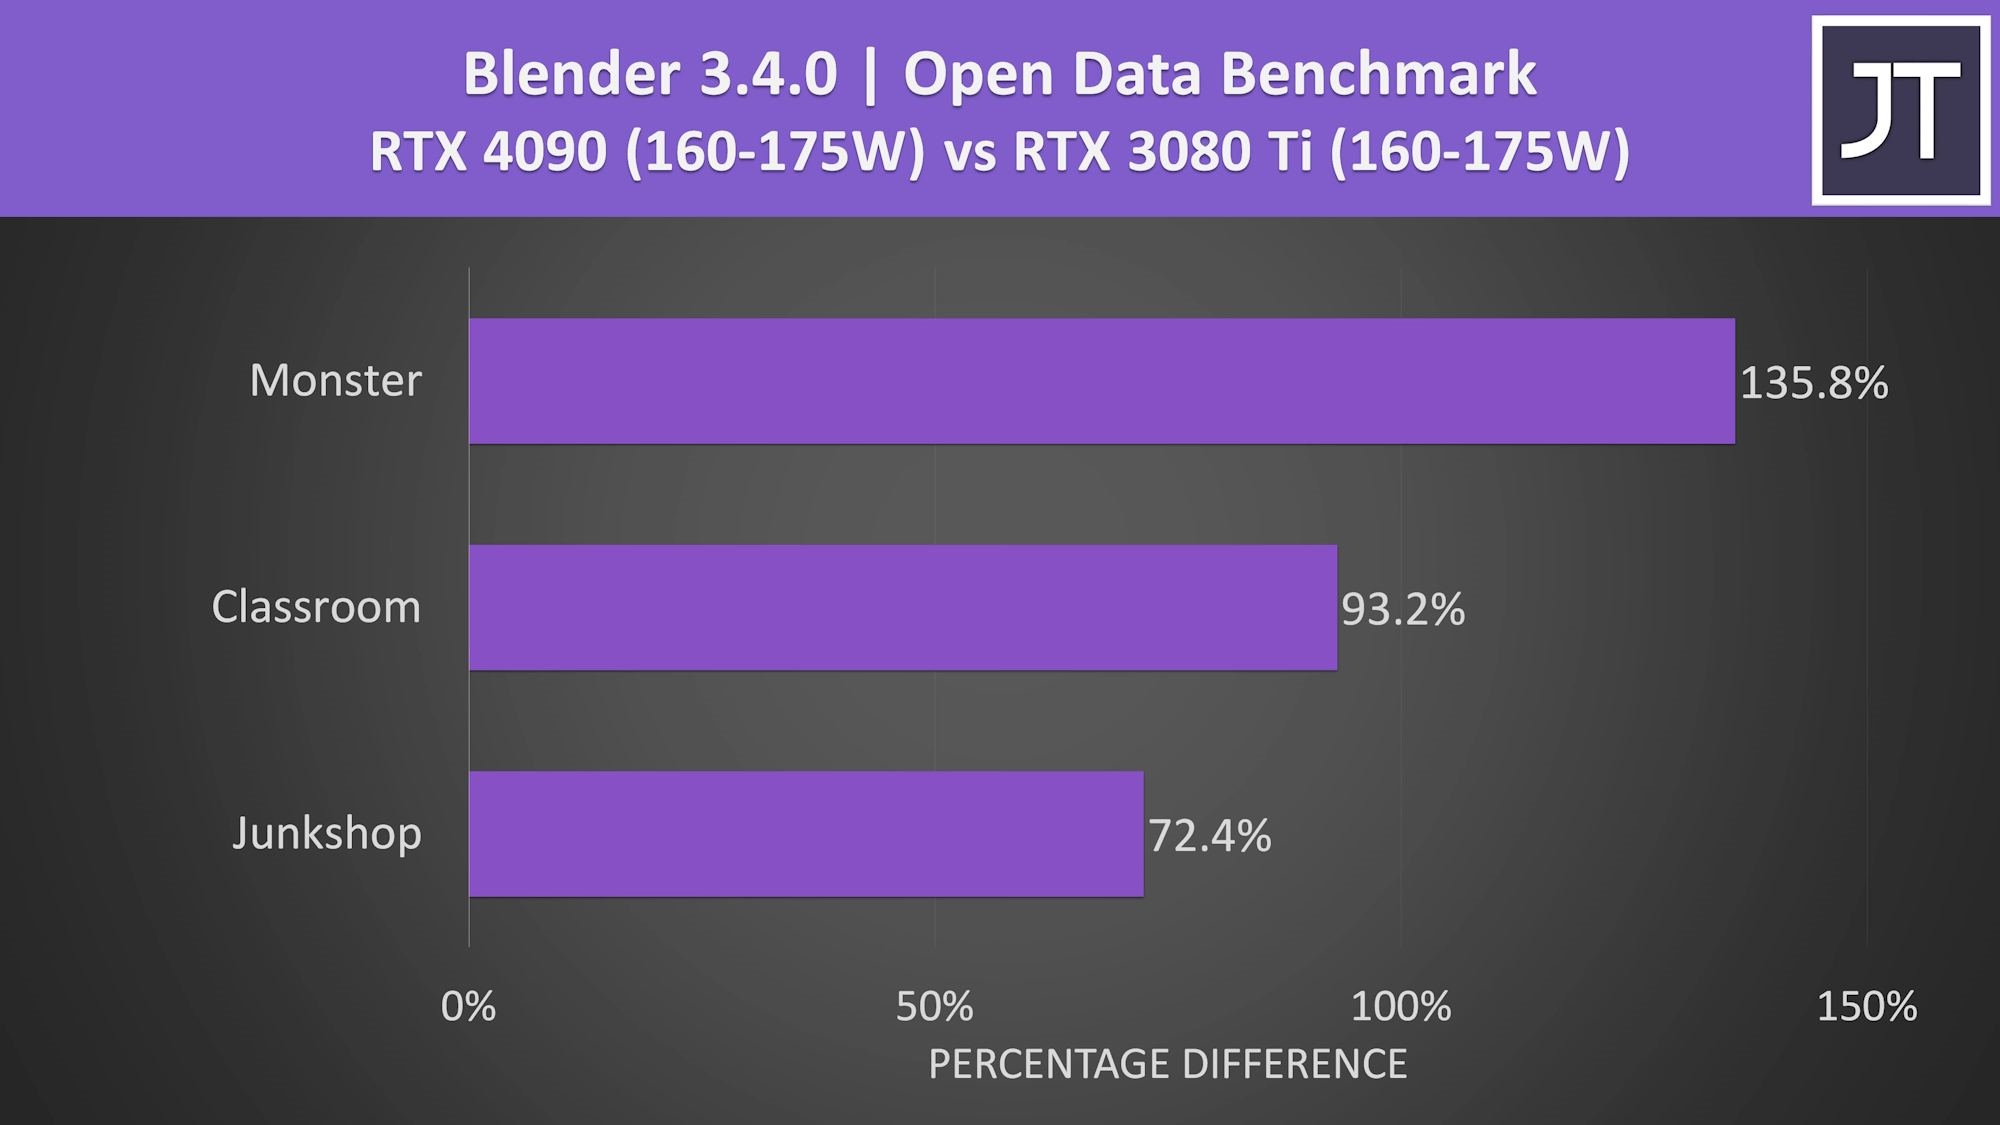 Blender 3.4.0 | Open Data Benchmark
RTX 4090 (160-175W) vs RTX 3080 Ti (160-175W)
JT
Monster
135.8%
Classroom
93.2%
Junkshop
72.4%
0%
50%
100%
150%
PERCENTAGE DIFFERENCE